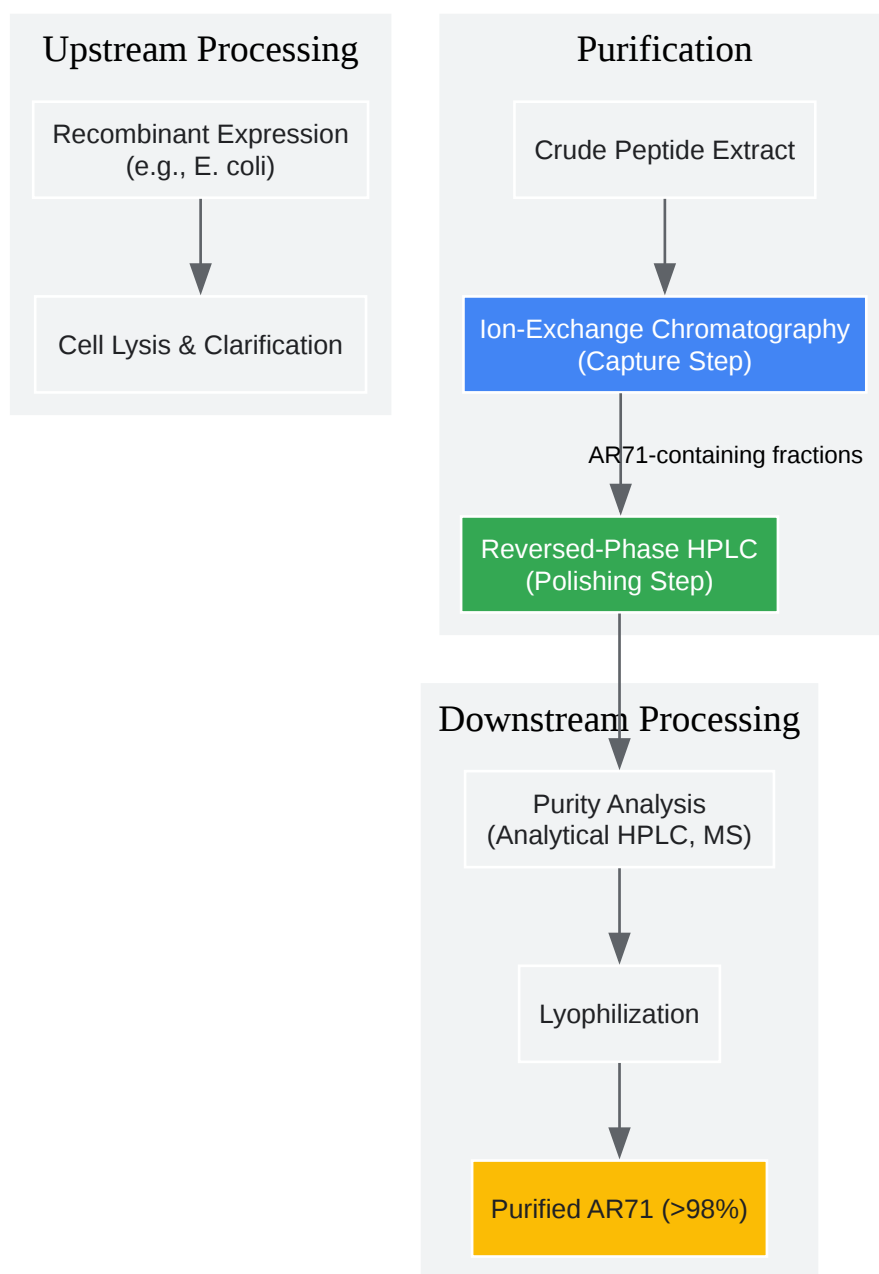 Upstream Processing
Recombinant Expression
(e.g., E. coli)
Cell Lysis & Clarification
Purification
Crude Peptide Extract
Ion-Exchange Chromatography
(Capture Step)
AR71-containing fractions
Reversed-Phase HPLC
(Polishing Step)
Downstream Processing
Purity Analysis
(Analytical HPLC, MS)
Lyophilization
Purified AR71 (>98%)